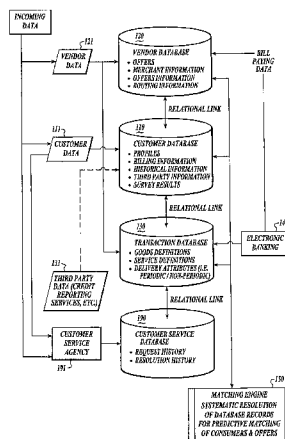 INCOMING
DATA
121
VENDOR
DATA
120
VENDOR DATABASE
• OFFERS
• MERCHANT INFORMATION
• OFFERS INFORMATION
• ROUTING INFORMATION
BILL
PAYING
DATA
RELATIONAL LINK
111
CUSTOMER
DATA
110
CUSTOMER DATABASE
• PROFILES
• BILLING INFORMATION
• HISTORICAL INFORMATION
• THIRD PARTY INFORMATION
• SURVEY RESULTS
RELATIONAL LINK
130
TRANSACTION DATABASE
• GOODS DEFINITIONS
• SERVICE DEFINITIONS
• DELIVERY ATTRIBUTES (I.E.
PERIODIC / NON-PERIODIC)
ELECTRONIC
BANKING
THIRD PARTY
DATA (CREDIT
REPORTING
SERVICES, ETC.)
RELATIONAL LINK
190
CUSTOMER SERVICE
DATABASE
• REQUEST HISTORY
• RESOLUTION HISTORY
CUSTOMER
SERVICE
AGENCY
191
150
MATCHING ENGINE
SYSTEMATIC RESOLUTION
OF DATABASE RECORDS
FOR PREDICTIVE MATCHING
OF CONSUMERS & OFFERS